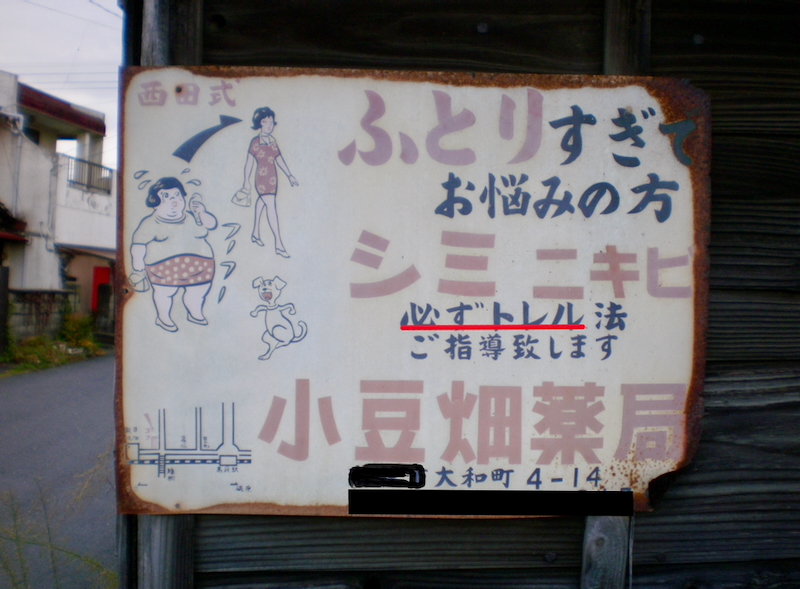 西田式
ふとりすぎて
お悩みの方
シミ ニキビ
必ずトレル法
ご指導致します
小豆畑薬局
大和町4-14